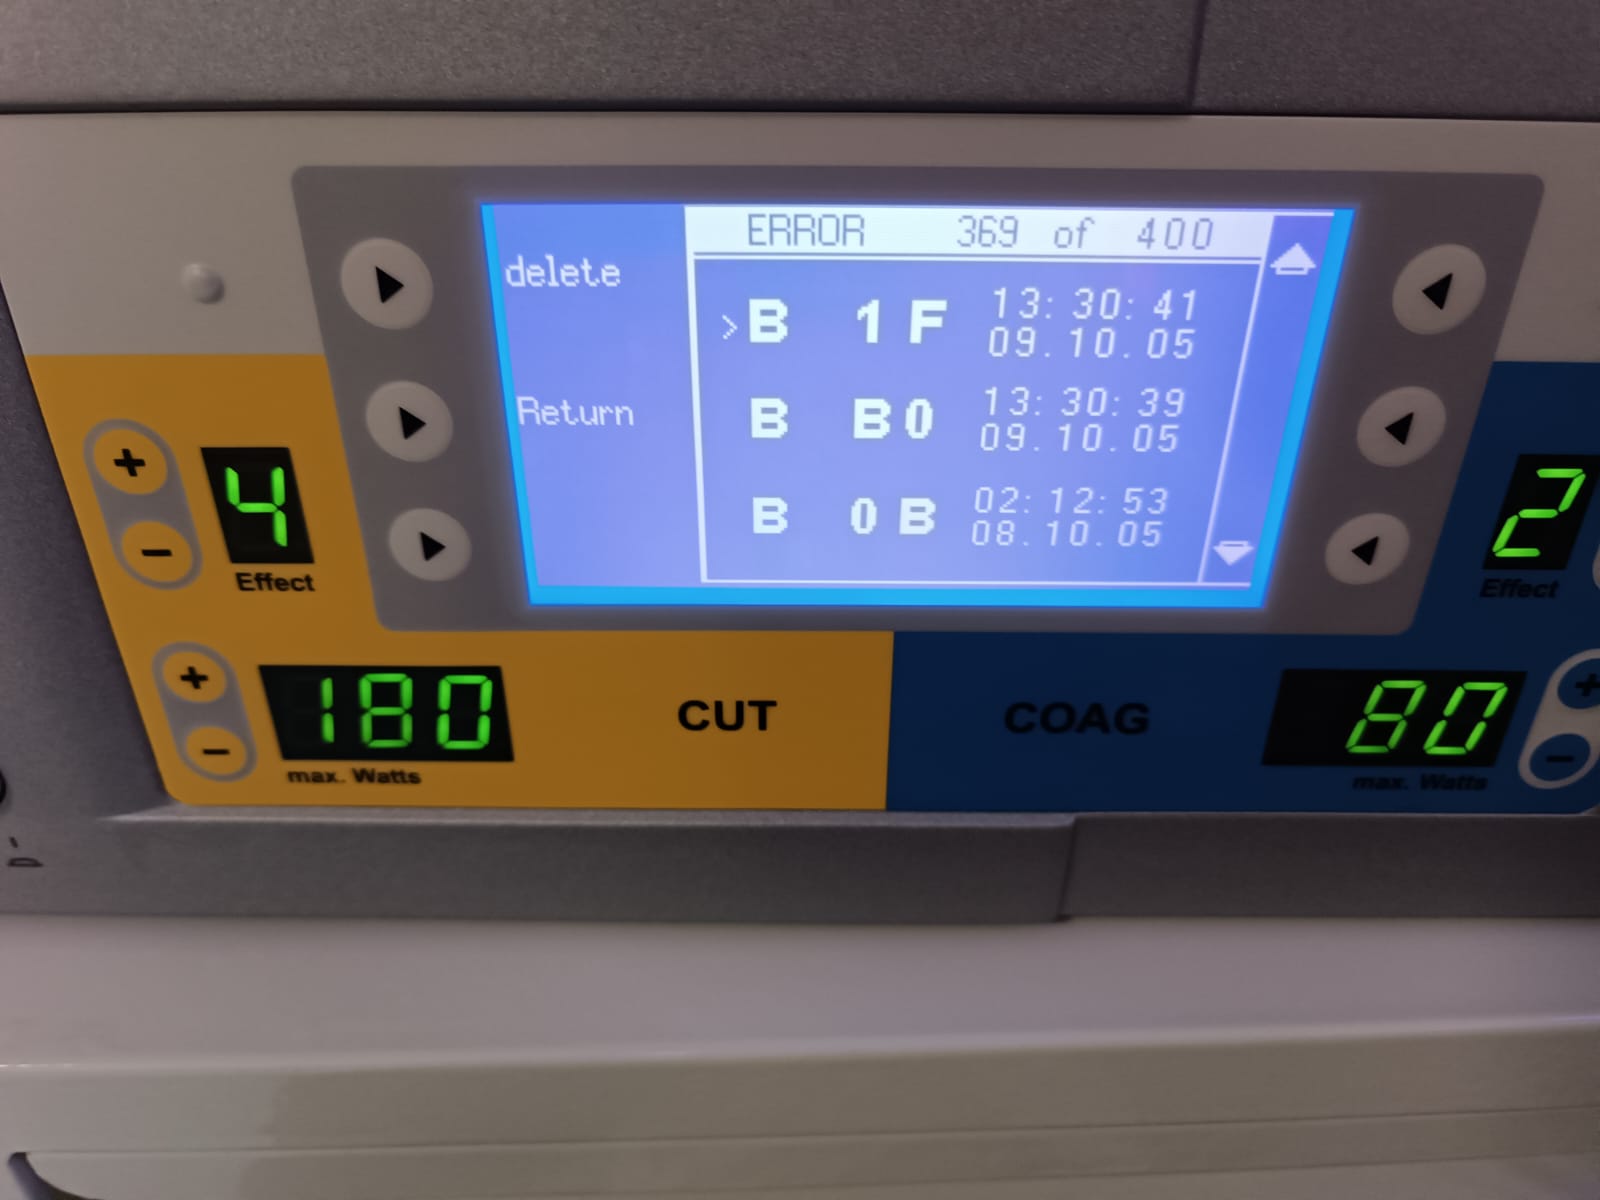 ERROR 369 of 400
delete
>B 1F 13:30:41
09.10.05
B B0 13:30:39
09.10.05
Return
B 0B 02:12:53
08.10.05
+
-
4
Effect
2
Effect
+
-
180
max. Watts
CUT
COAG
80
max. Watts
+
-